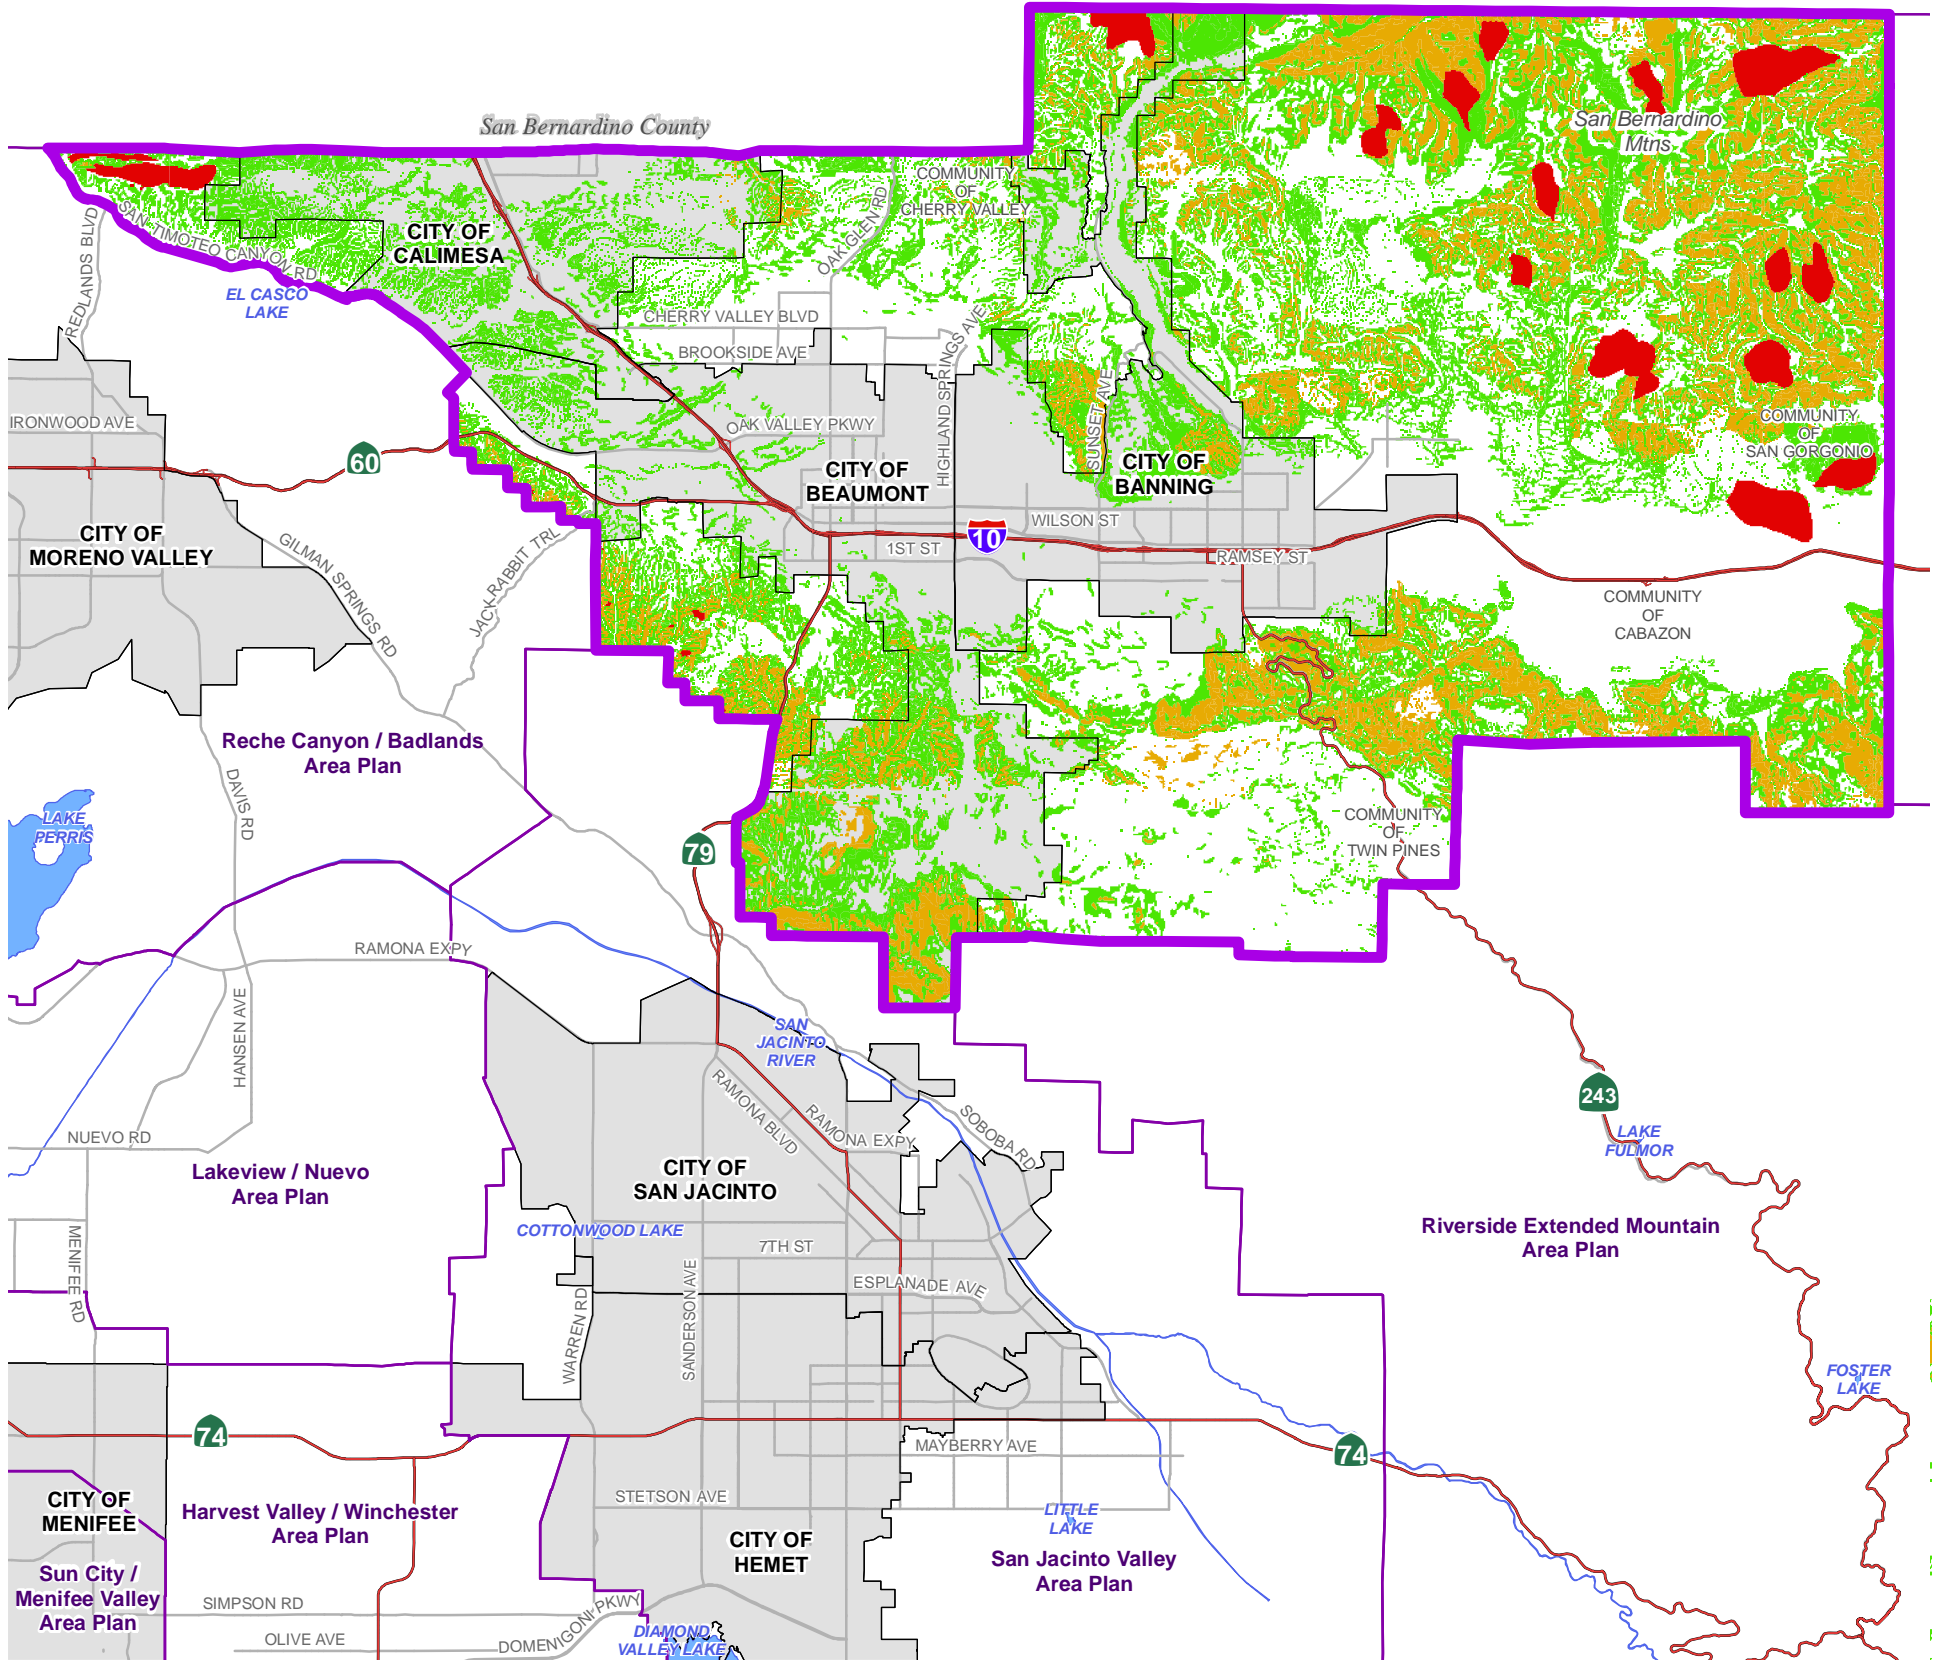 San Bernardino County
San Bernardino
Mtns
COMMUNITY
OF
CHERRY VALLEY
OAK GLEN RD
CITY OF
CALIMESA
SAN TIMOTEO CANYON RD
REDLANDS BLVD
EL CASCO
LAKE
CHERRY VALLEY BLVD
BROOKSIDE AVE
HIGHLAND SPRINGS AVE
SUNSET AVE
IRONWOOD AVE
OAK VALLEY PKWY
COMMUNITY
OF
SAN GORGONIO
60
CITY OF
BEAUMONT
CITY OF
BANNING
WILSON ST
10
1ST ST
RAMSEY ST
CITY OF
MORENO VALLEY
GILMAN SPRINGS RD
JACK RABBIT TRL
COMMUNITY
OF
CABAZON
Reche Canyon / Badlands
Area Plan
DAVIS RD
LAKE
PERRIS
79
COMMUNITY
OF
TWIN PINES
RAMONA EXPY
HANSEN AVE
SAN
JACINTO
RIVER
RAMONA BLVD
RAMONA EXPY
SOBOBA RD
243
LAKE
FULMOR
NUEVO RD
Lakeview / Nuevo
Area Plan
CITY OF
SAN JACINTO
COTTONWOOD LAKE
7TH ST
Riverside Extended Mountain
Area Plan
MENIFEE RD
WARREN RD
SANDERSON AVE
ESPLANADE AVE
FOSTER
LAKE
74
74
MAYBERRY AVE
CITY OF
MENIFEE
Harvest Valley / Winchester
Area Plan
STETSON AVE
CITY OF
HEMET
LITTLE
LAKE
San Jacinto Valley
Area Plan
Sun City /
Menifee Valley
Area Plan
SIMPSON RD
OLIVE AVE
DOMENIGONI PKWY
DIAMOND
VALLEY LAKE